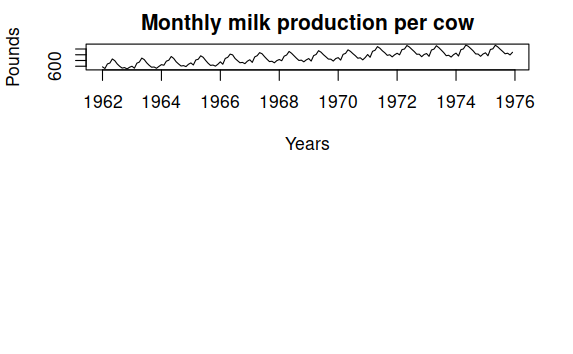 Monthly milk production per cow
Pounds
600
1962 1964 1966 1968 1970 1972 1974 1976
Years